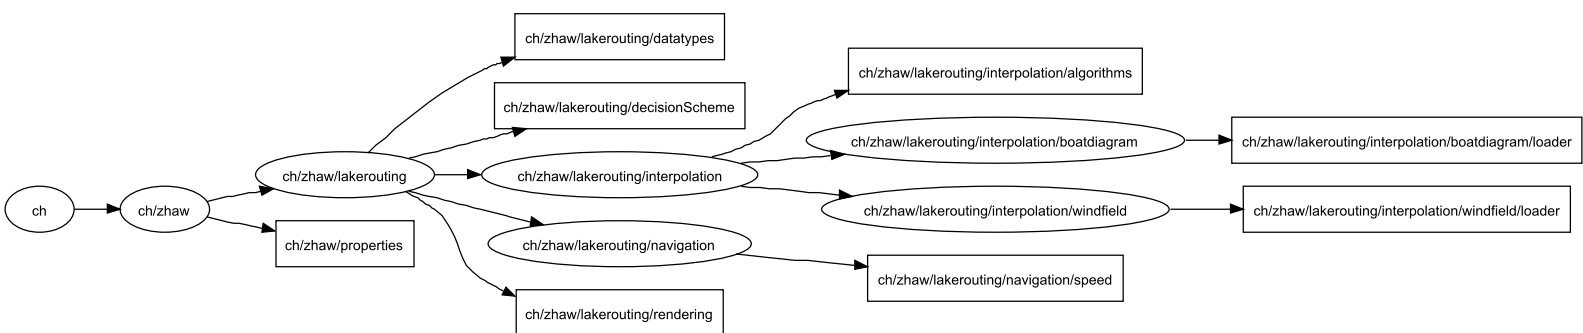 ch
ch/zhaw
ch/zhaw/lakerouting
ch/zhaw/properties
ch/zhaw/lakerouting/datatypes
ch/zhaw/lakerouting/decisionScheme
ch/zhaw/lakerouting/interpolation
ch/zhaw/lakerouting/navigation
ch/zhaw/lakerouting/rendering
ch/zhaw/lakerouting/interpolation/algorithms
ch/zhaw/lakerouting/interpolation/boatdiagram
ch/zhaw/lakerouting/interpolation/windfield
ch/zhaw/lakerouting/navigation/speed
ch/zhaw/lakerouting/interpolation/boatdiagram/loader
ch/zhaw/lakerouting/interpolation/windfield/loader